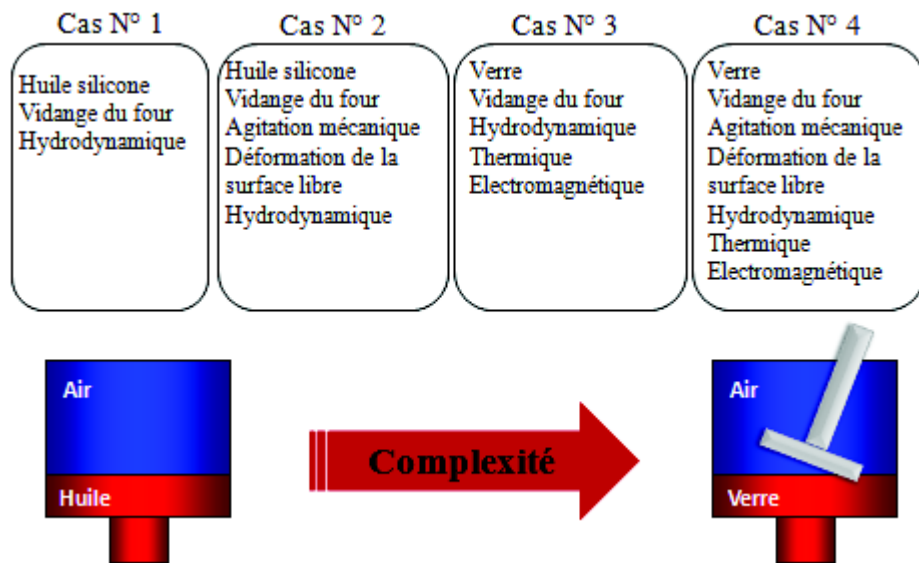 Cas N° 1
Huile silicone
Vidange du four
Hydrodynamique
Cas N° 2
Huile silicone
Vidange du four
Agitation mécanique
Déformation de la
surface libre
Hydrodynamique
Cas N° 3
Verre
Vidange du four
Hydrodynamique
Thermique
Electromagnétique
Cas N° 4
Verre
Vidange du four
Agitation mécanique
Déformation de la
surface libre
Hydrodynamique
Thermique
Electromagnétique
Air
Huile
Complexité
Air
Verre